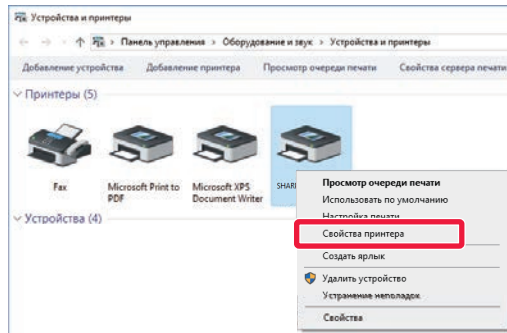 Устройства и принтеры
Панель управления > Оборудование и звук > Устройства и принтеры
Добавление устройства Добавление принтера Просмотр очереди печати Свойства сервера печати
Принтеры (5)
Fax
Microsoft Print to PDF
Microsoft XPS Document Writer
Просмотр очереди печати
Использовать по умолчанию
Настройка печати
Свойства принтера
Создать ярлык
Удалить устройство
Устранение неполадок
Свойства
Устройства (4)